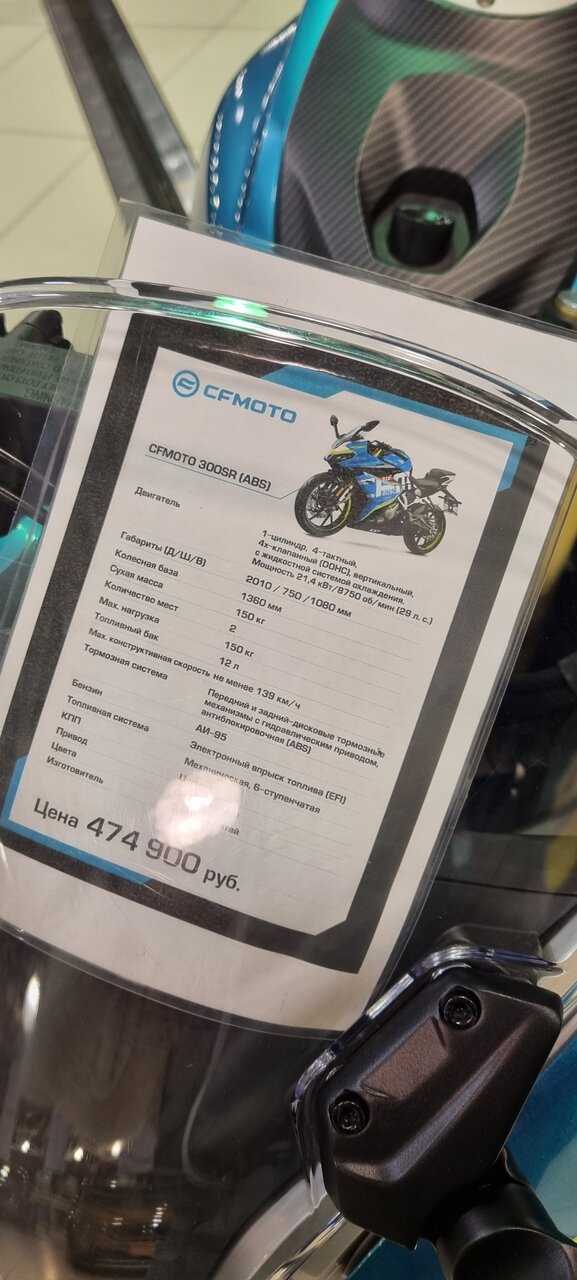 CFMOTO
CFMOTO 300SR (ABS)
Двигатель
1-цилиндр, 4-тактный,
4х-клапанный (DOHC), вертикальный,
с жидкостной системой охлаждения.
Мощность 21,4 кВт/8750 об/мин (29 л. с.)
Габариты (Д/Ш/В) 2010 / 750 / 1080 мм
Колесная база 1360 мм
Сухая масса 150 кг
Количество мест 2
Мах. нагрузка 150 кг
Топливный бак 12 л
Мах. конструктивная скорость не менее 139 км/ч
Тормозная система
Передний и задний-дисковые тормозные
механизмы с гидравлическим приводом,
антиблокировочная (ABS)
Бензин АИ-95
Топливная система Электронный впрыск топлива (EFI)
КПП Механическая, 6-ступенчатая
Привод
Цвета
Изготовитель
Цена 474 900 руб.